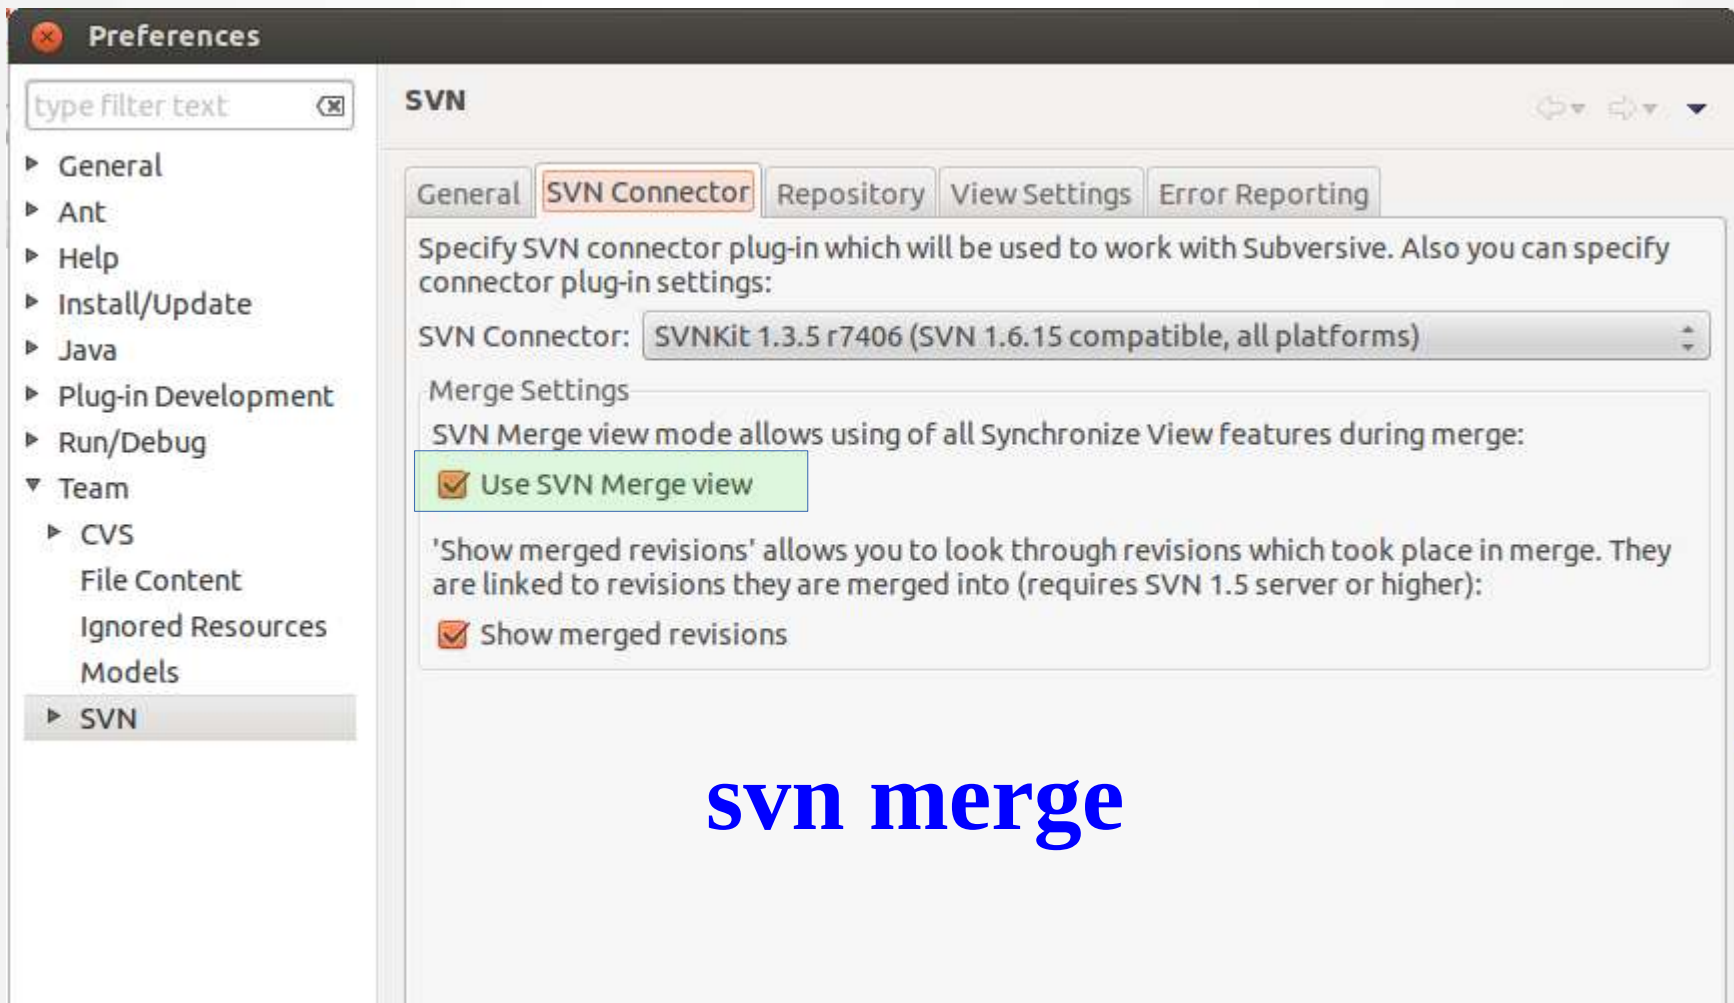 Preferences
type filter text
General
Ant
Help
Install/Update
Java
Plug-in Development
Run/Debug
Team
CVS
File Content
Ignored Resources
Models
SVN
SVN
General SVN Connector Repository View Settings Error Reporting
Specify SVN connector plug-in which will be used to work with Subversive. Also you can specify
connector plug-in settings:
SVN Connector: SVNKit 1.3.5 r7406 (SVN 1.6.15 compatible, all platforms)
Merge Settings
SVN Merge view mode allows using of all Synchronize View features during merge:
Use SVN Merge view
'Show merged revisions' allows you to look through revisions which took place in merge. They
are linked to revisions they are merged into (requires SVN 1.5 server or higher):
Show merged revisions
svn merge